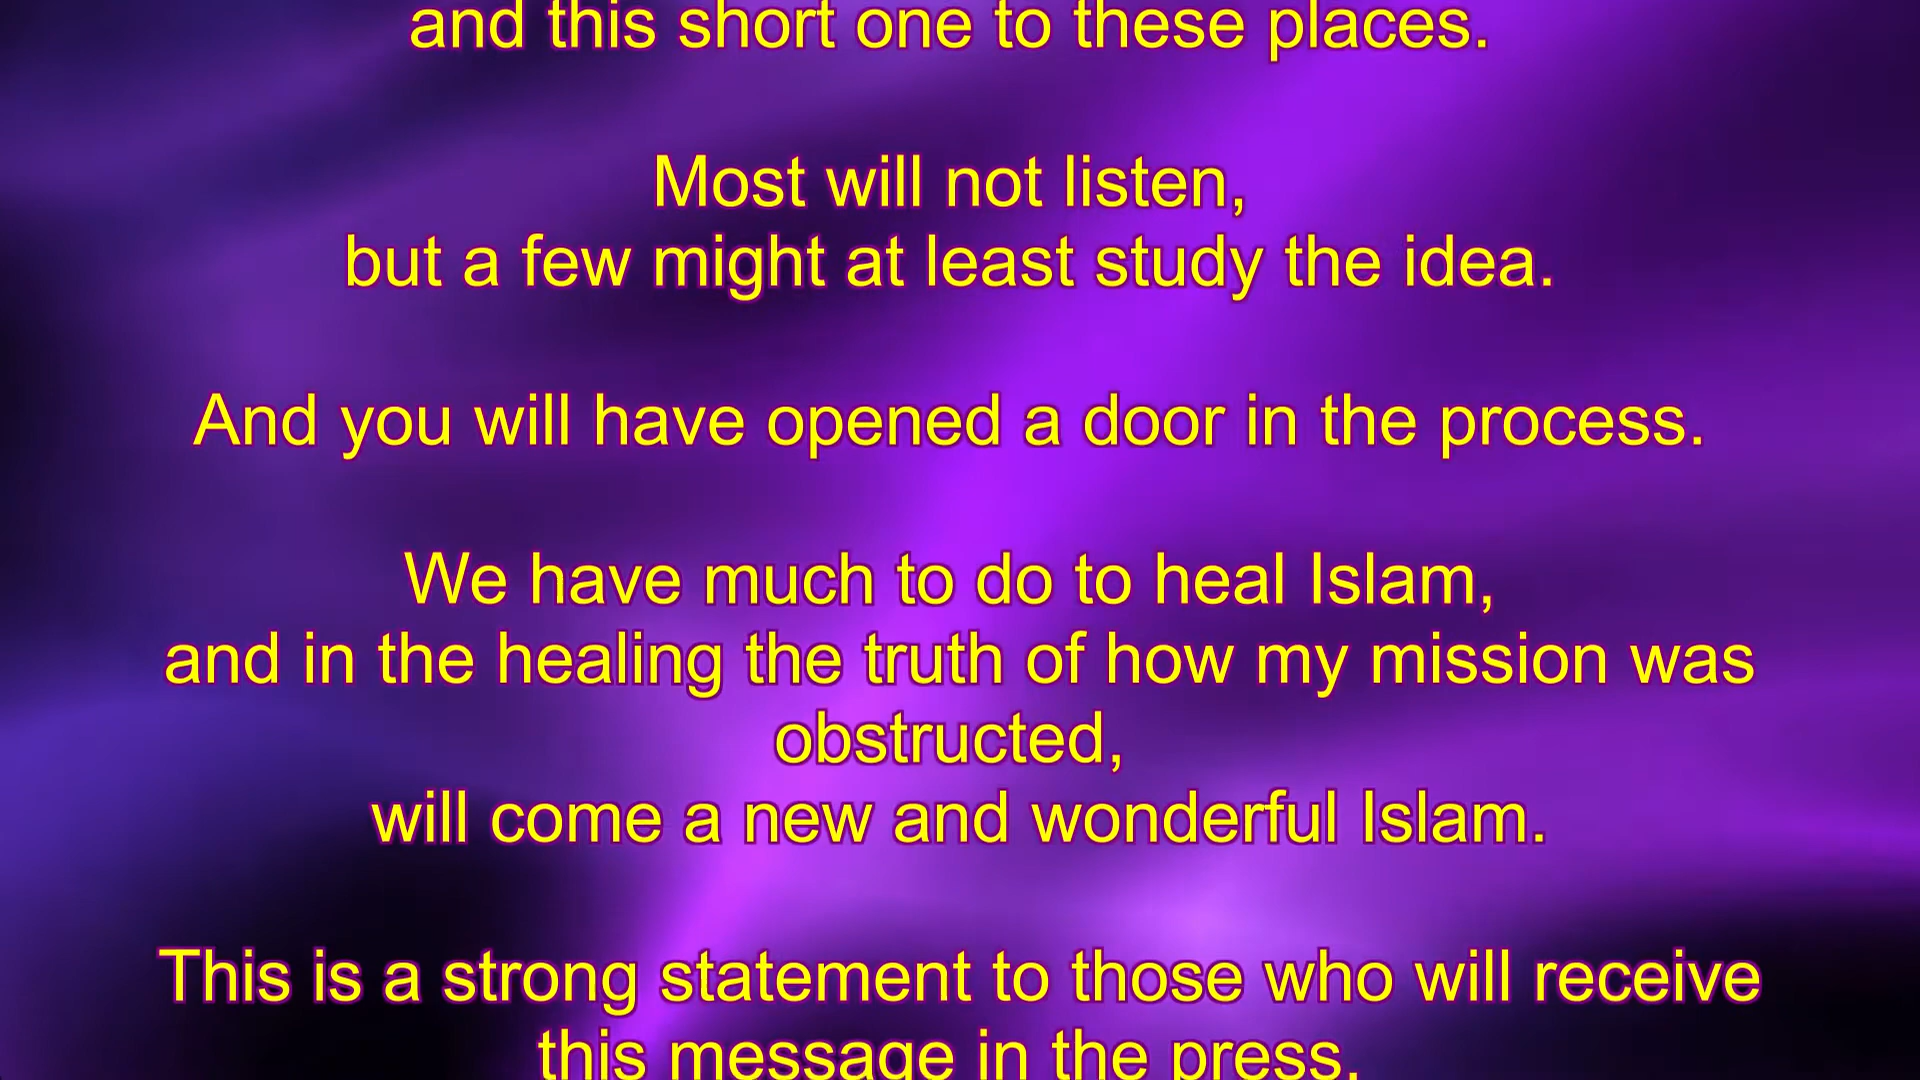 and this short one to these places.
Most will not listen,
but a few might at least study the idea.
And you will have opened a door in the process.
We have much to do to heal Islam,
and in the healing the truth of how my mission was
obstructed,
will come a new and wonderful Islam.
This is a strong statement to those who will receive
this message in the press.